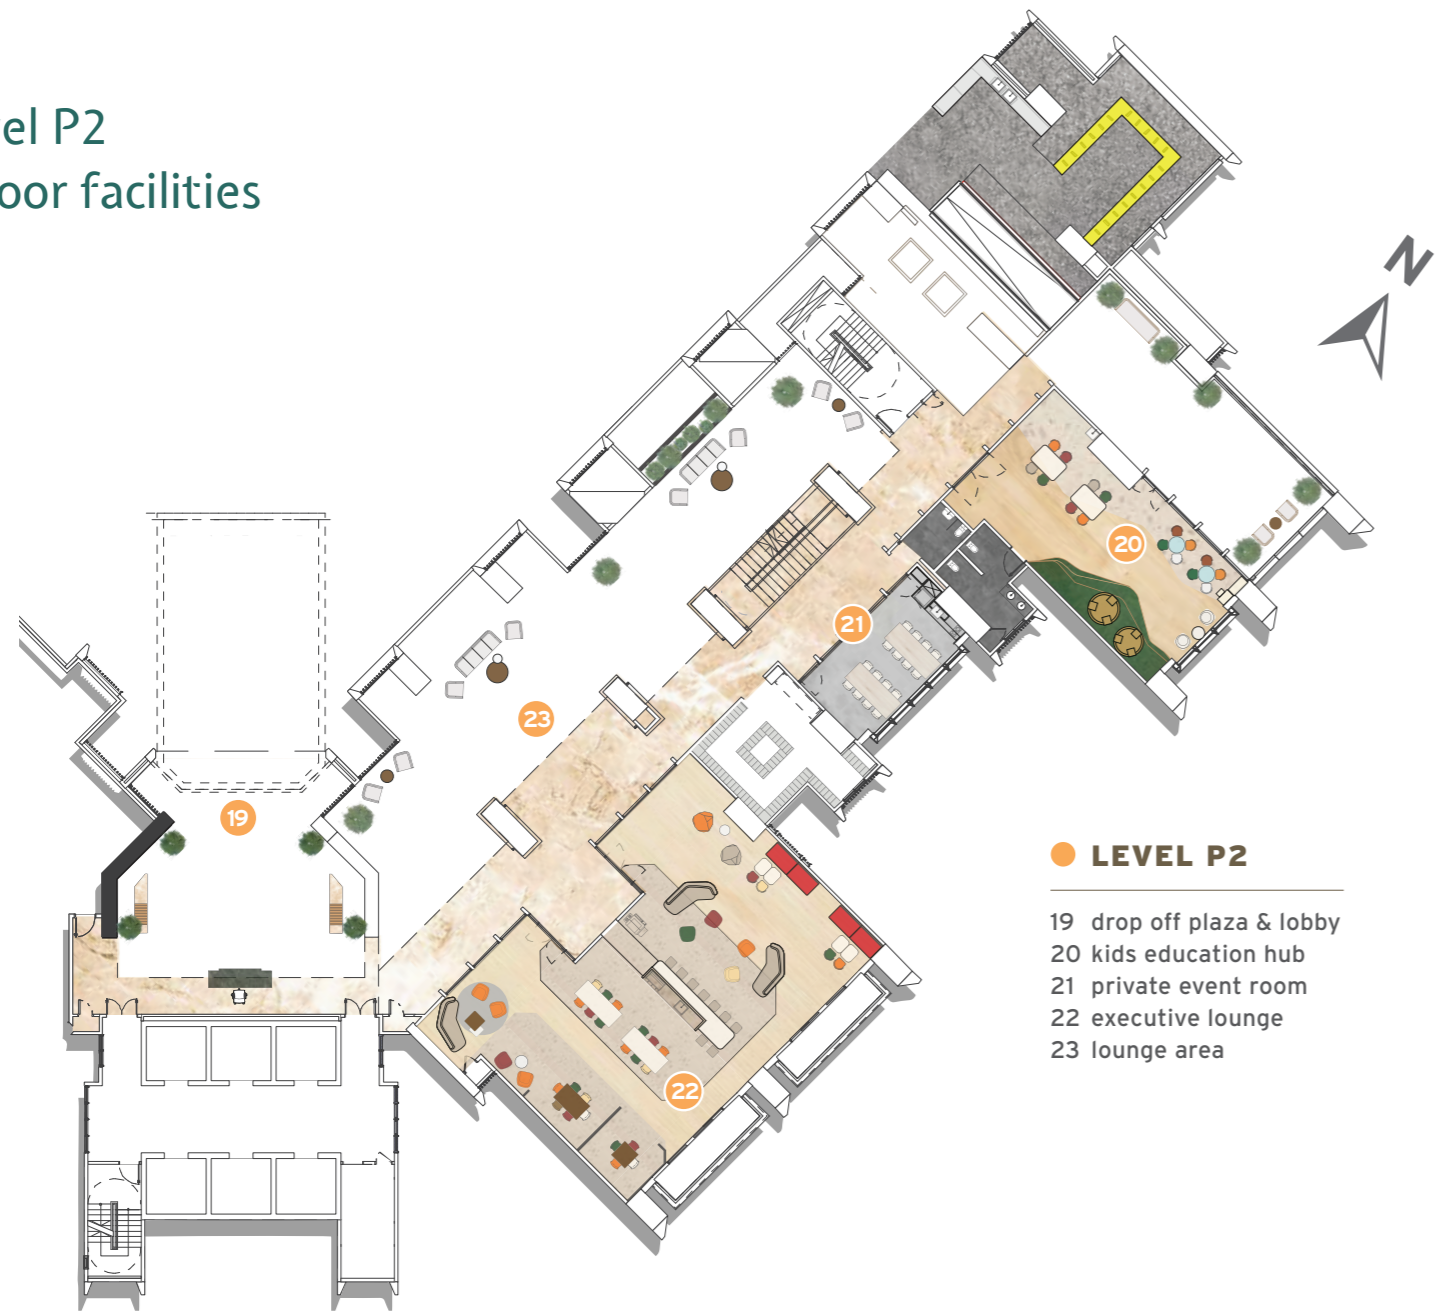 el P2
oor facilities
N
20
21
23
19
22
LEVEL P2
19 drop off plaza & lobby
20 kids education hub
21 private event room
22 executive lounge
23 lounge area